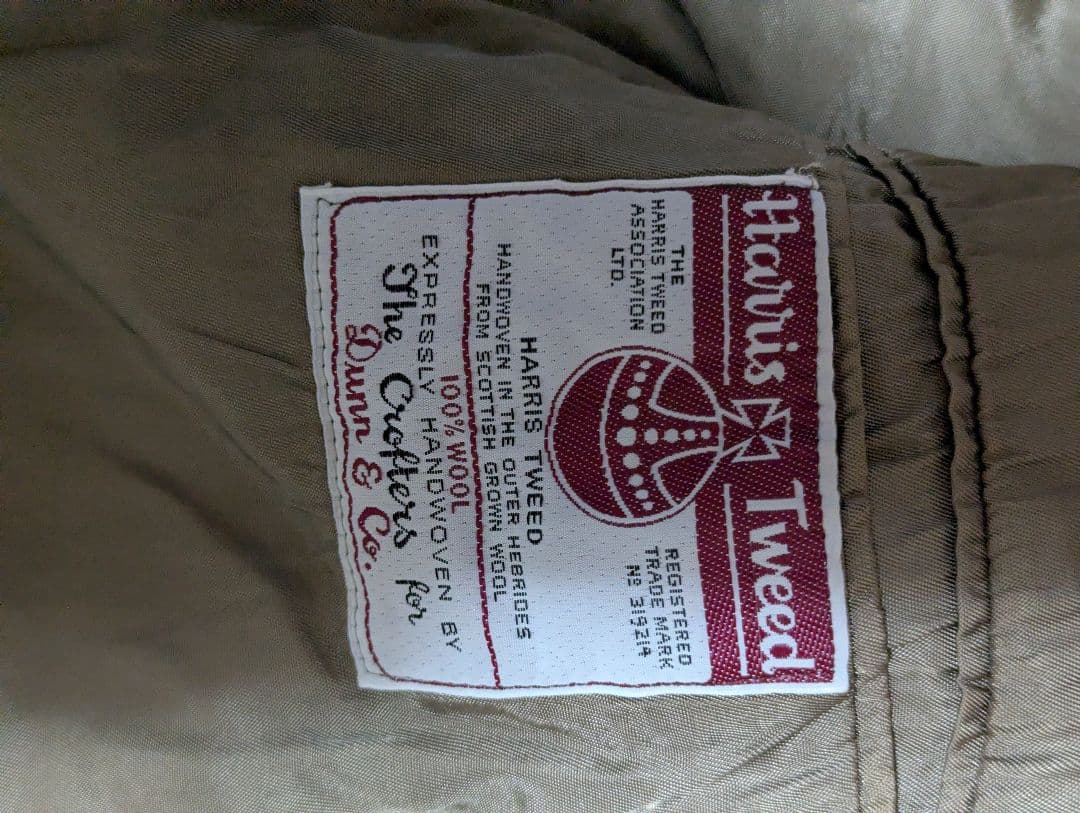 Harris Tweed
THE
HARRIS TWEED
ASSOCIATION
LTD.
REGISTERED
TRADE MARK
Nº 319214
HARRIS TWEED
HANDWOVEN IN THE OUTER HEBRIDES
FROM SCOTTISH GROWN WOOL
100% WOOL
EXPRESSLY HANDWOVEN BY
The Crofters for
Dunn & Co.